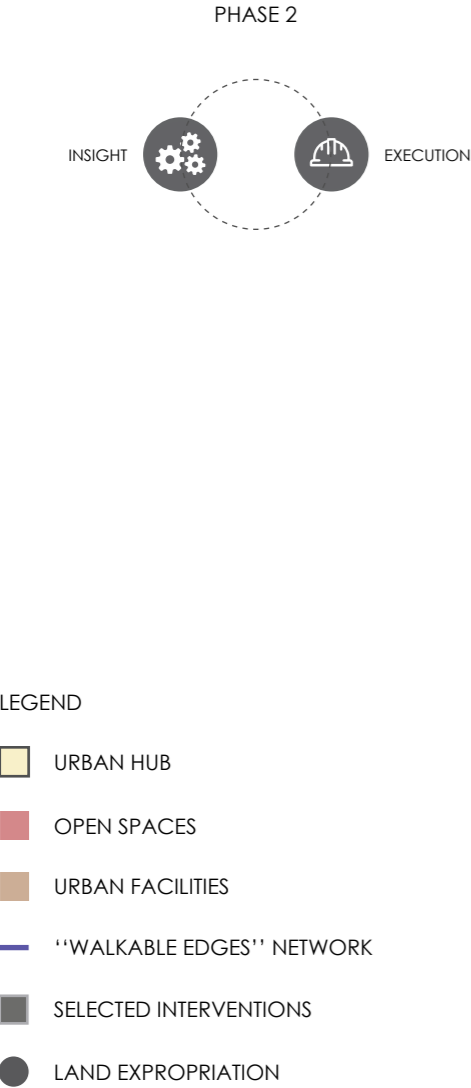 PHASE 2
INSIGHT
EXECUTION
LEGEND
URBAN HUB
OPEN SPACES
URBAN FACILITIES
‘‘WALKABLE EDGES’’ NETWORK
SELECTED INTERVENTIONS
LAND EXPROPRIATION